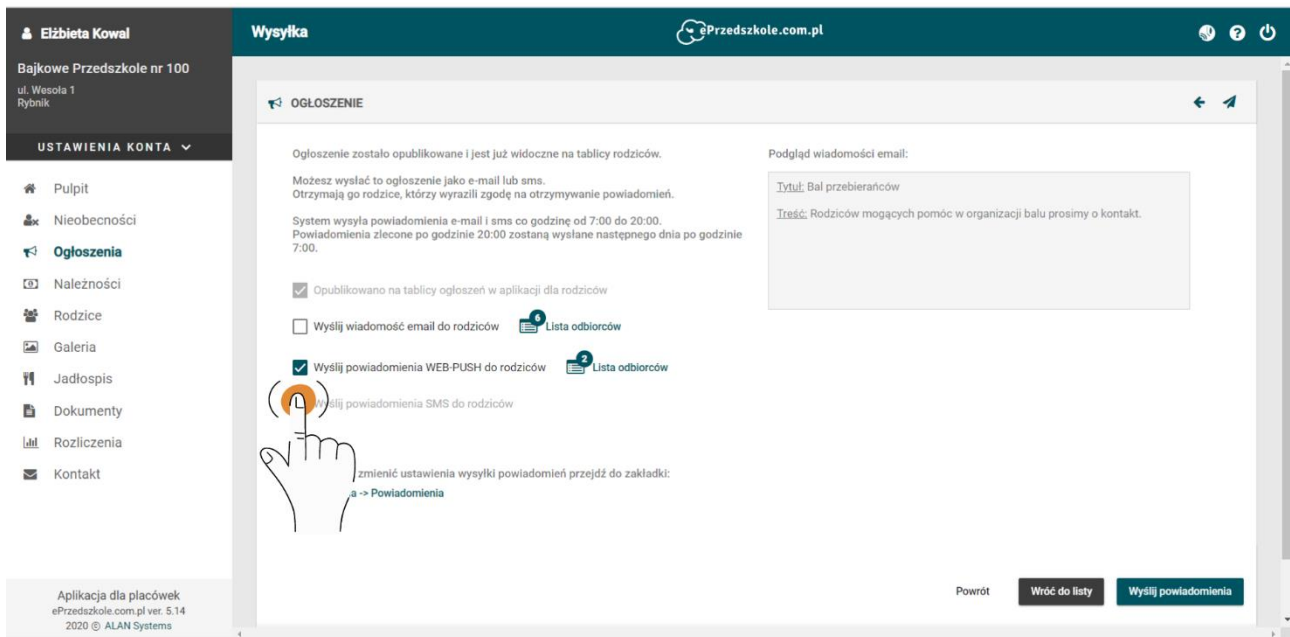 Elżbieta Kowal
Bajkowe Przedszkole nr 100
ul. Wesoła 1
Rybnik
USTAWIENIA KONTA
Pulpit
Nieobecności
Ogłoszenia
Należności
Rodzice
Galeria
Jadłospis
Dokumenty
Rozliczenia
Kontakt
Aplikacja dla placówek
ePrzedszkole.com.pl ver. 5.14
2020 © ALAN Systems
Wysyłka
ePrzedszkole.com.pl
OGŁOSZENIE
Ogłoszenie zostało opublikowane i jest już widoczne na tablicy rodziców.
Możesz wysłać to ogłoszenie jako e-mail lub sms.
Otrzymają go rodzice, którzy wyrazili zgodę na otrzymywanie powiadomień.
System wysyła powiadomienia e-mail i sms co godzinę od 7:00 do 20:00.
Powiadomienia zlecone po godzinie 20:00 zostaną wysłane następnego dnia po godzinie
7:00.
Opublikowano na tablicy ogłoszeń w aplikacji dla rodziców
Wyślij wiadomość email do rodziców 6 Lista odbiorców
Wyślij powiadomienia WEB-PUSH do rodziców 2 Lista odbiorców
Wyślij powiadomienia SMS do rodziców
zmienić ustawienia wysyłki powiadomień przejdź do zakładki:
-> Powiadomienia
Podgląd wiadomości email:
Tytuł: Bal przebierańców
Treść: Rodziców mogących pomóc w organizacji balu prosimy o kontakt.
Powrót
Wróć do listy
Wyślij powiadomienia